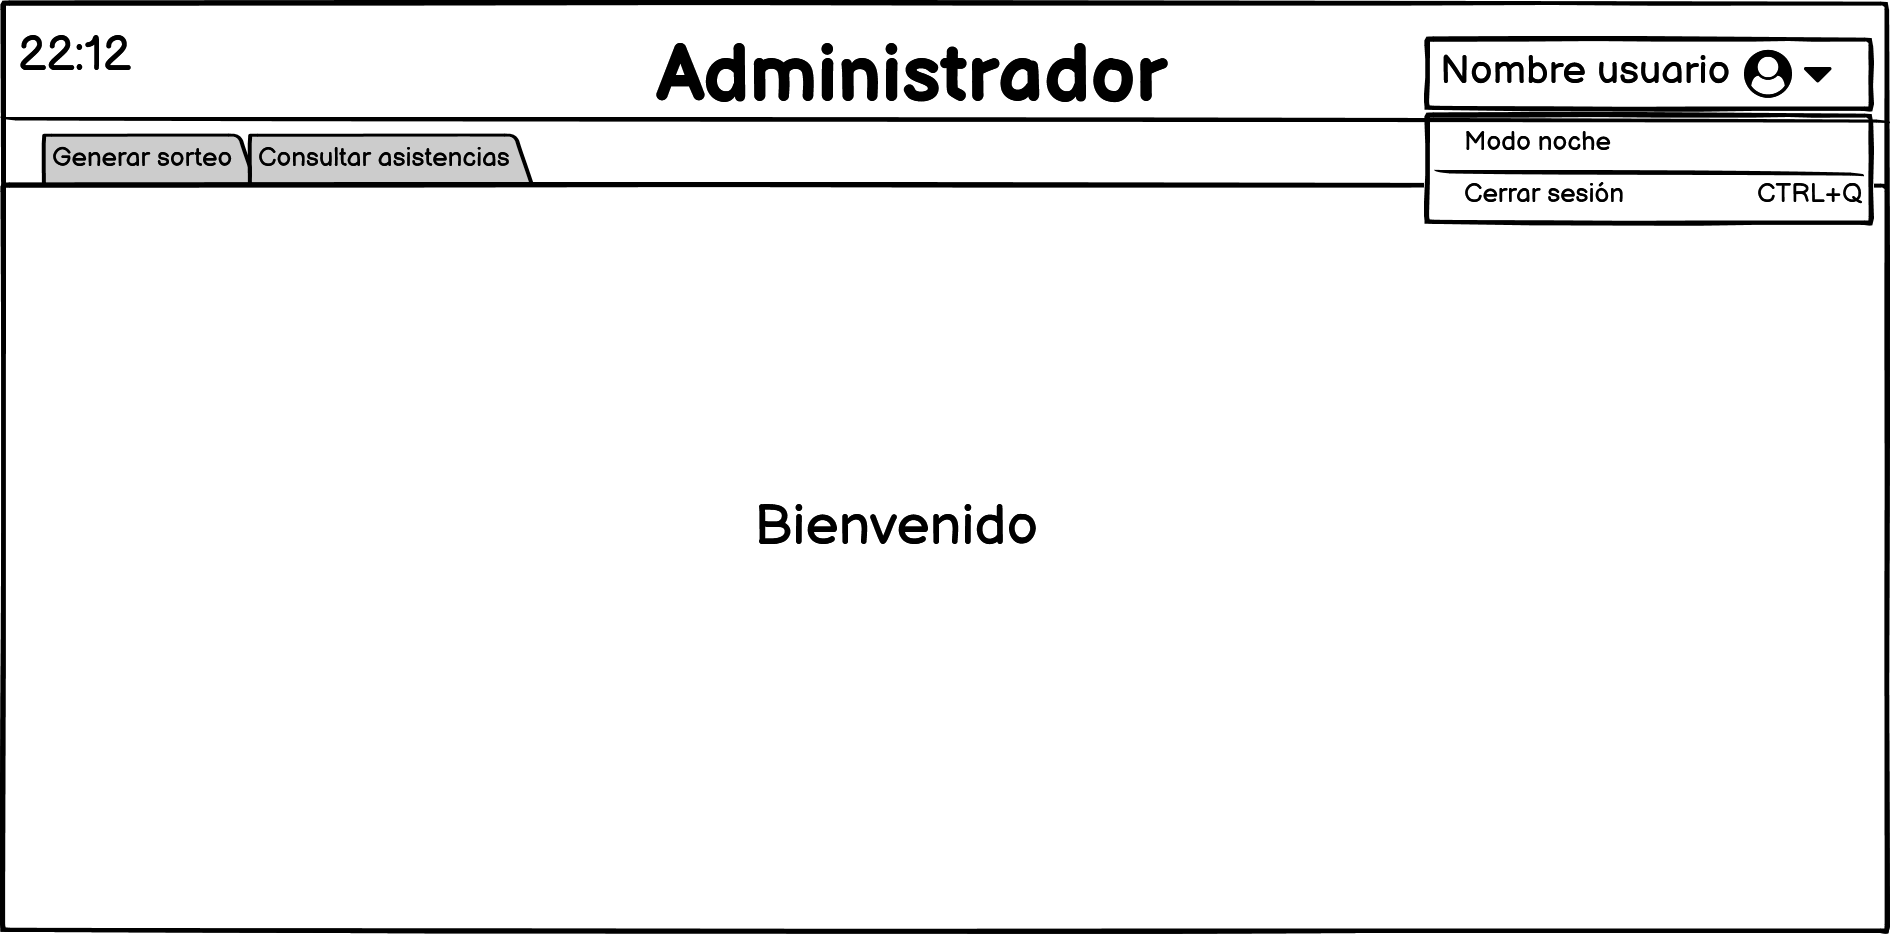 22:12
Administrador
Nombre usuario
Modo noche
Cerrar sesión CTRL+Q
Generar sorteo
Consultar asistencias
Bienvenido